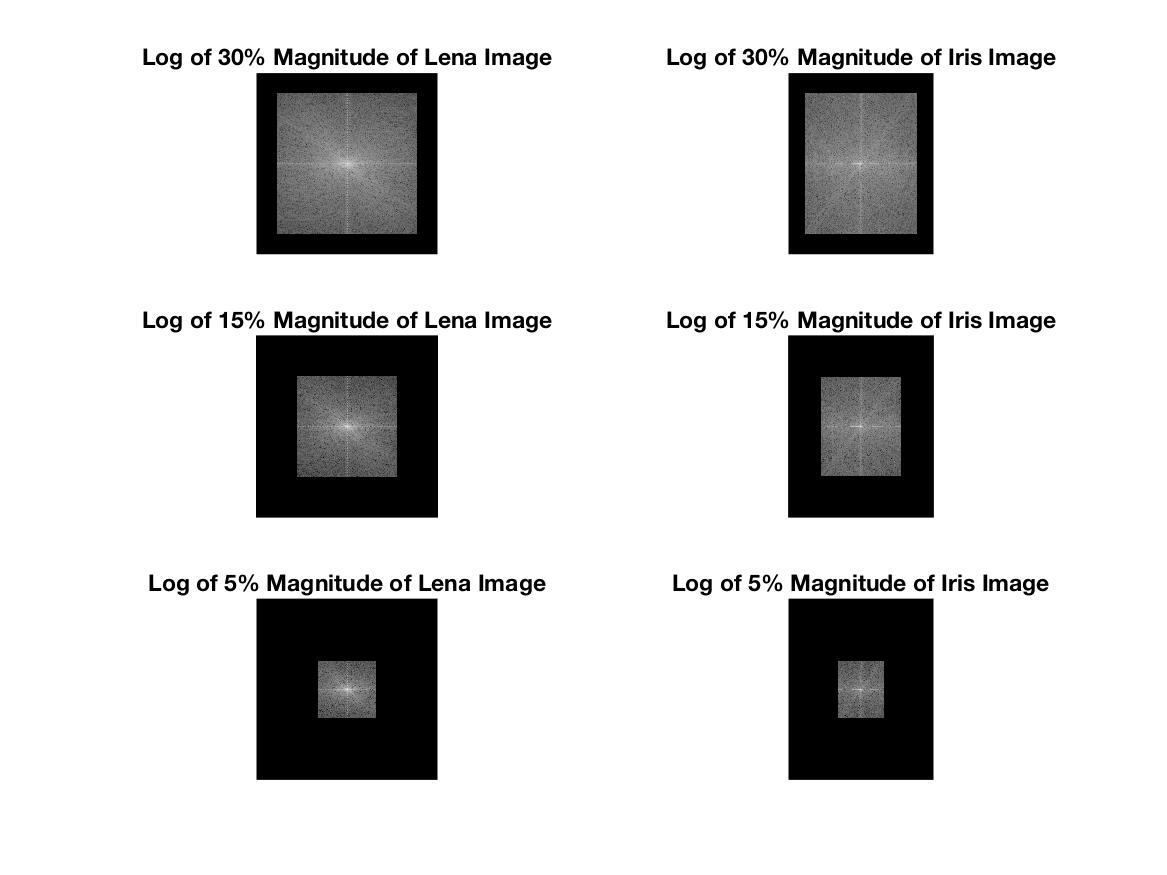 Log of 30% Magnitude of Lena Image
Log of 30% Magnitude of Iris Image
Log of 15% Magnitude of Lena Image
Log of 15% Magnitude of Iris Image
Log of 5% Magnitude of Lena Image
Log of 5% Magnitude of Iris Image